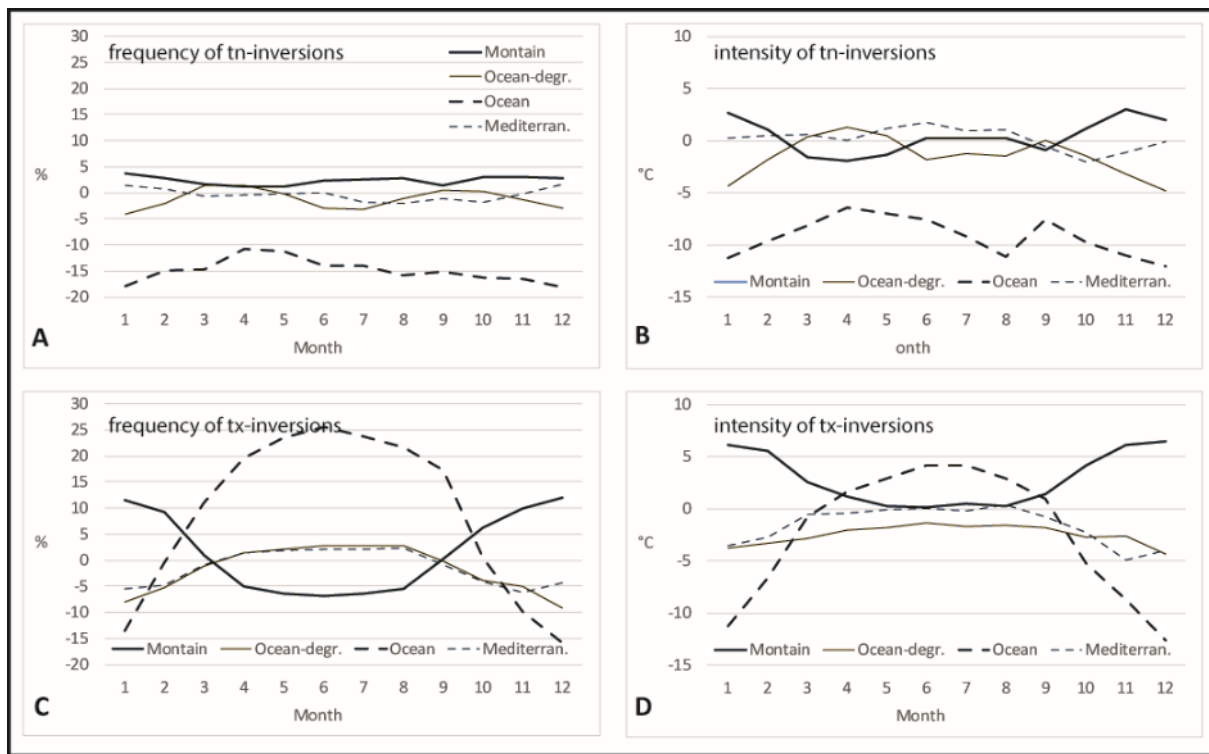 frequency of tn-inversions
Montain
Ocean-degr.
Ocean
Mediterran.
30
25
20
15
10
5
0
-5
-10
-15
-20
%
1 2 3 4 5 6 7 8 9 10 11 12
Month
A
intensity of tn-inversions
10
5
0
-5
-10
-15
°C
Montain Ocean-degr. Ocean Mediterran.
1 2 3 4 5 6 7 8 9 10 11 12
onth
B
frequency of tx-inversions
30
25
20
15
10
5
0
-5
-10
-15
-20
%
Montain Ocean-degr. Ocean Mediterran.
1 2 3 4 5 6 7 8 9 10 11 12
Month
C
intensity of tx-inversions
10
5
0
-5
-10
-15
°C
Montain Ocean-degr. Ocean Mediterran.
1 2 3 4 5 6 7 8 9 10 11 12
Month
D